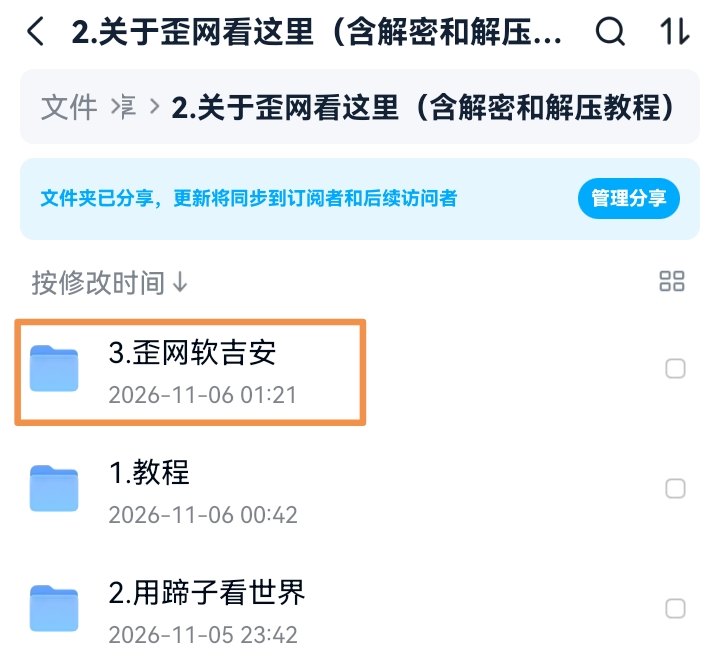 2.关于歪网看这里（含解密和解压...
文件 > 2.关于歪网看这里（含解密和解压教程）
文件夹已分享，更新将同步到订阅者和后续访问者
管理分享
按修改时间↓
3.歪网软吉安
2026-11-06 01:21
1.教程
2026-11-06 00:42
2.用蹄子看世界
2026-11-05 23:42